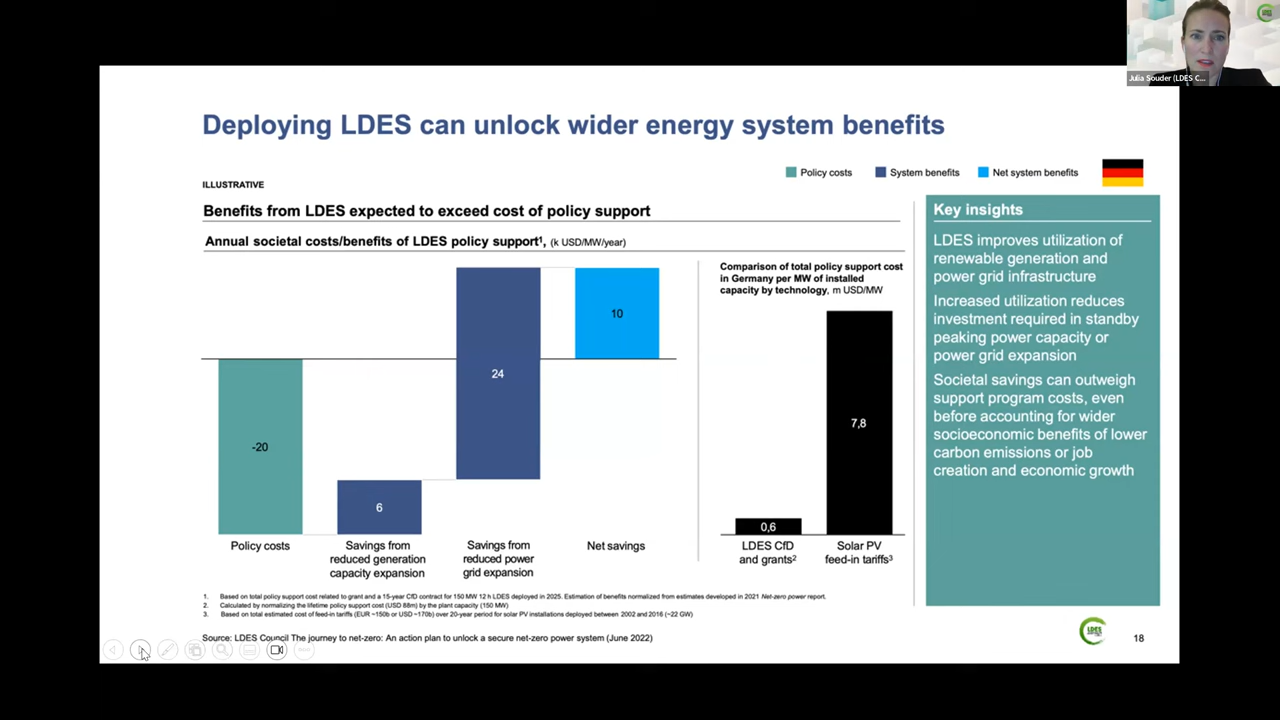 Julia Souder (LDES C...
Deploying LDES can unlock wider energy system benefits
Policy costs
System benefits
Net system benefits
ILLUSTRATIVE
Benefits from LDES expected to exceed cost of policy support
Annual societal costs/benefits of LDES policy support¹, (k USD/MW/year)
-20
6
24
10
Policy costs
Savings from
reduced generation
capacity expansion
Savings from
reduced power
grid expansion
Net savings
Comparison of total policy support cost
in Germany per MW of installed
capacity by technology, m USD/MW
0,6
7,8
LDES CfD
and grants²
Solar PV
feed-in tariffs³
Key insights
LDES improves utilization of
renewable generation and
power grid infrastructure
Increased utilization reduces
investment required in standby
peaking power capacity or
power grid expansion
Societal savings can outweigh
support program costs, even
before accounting for wider
socioeconomic benefits of lower
carbon emissions or job
creation and economic growth
1. Based on total policy support cost related to grant and a 15-year CfD contract for 150 MW 12 h LDES deployed in 2025. Estimation of benefits normalized from estimates developed in 2021 Net-zero power report.
2. Calculated by normalizing the lifetime policy support cost (USD 88m) by the plant capacity (150 MW)
3. Based on total estimated cost of feed-in tariffs (EUR ~150b or USD ~170b) over 20-year period for solar PV installations deployed between 2002 and 2016 (~22 GW)
Source: LDES Council The journey to net-zero: An action plan to unlock a secure net-zero power system (June 2022)
LDES
18